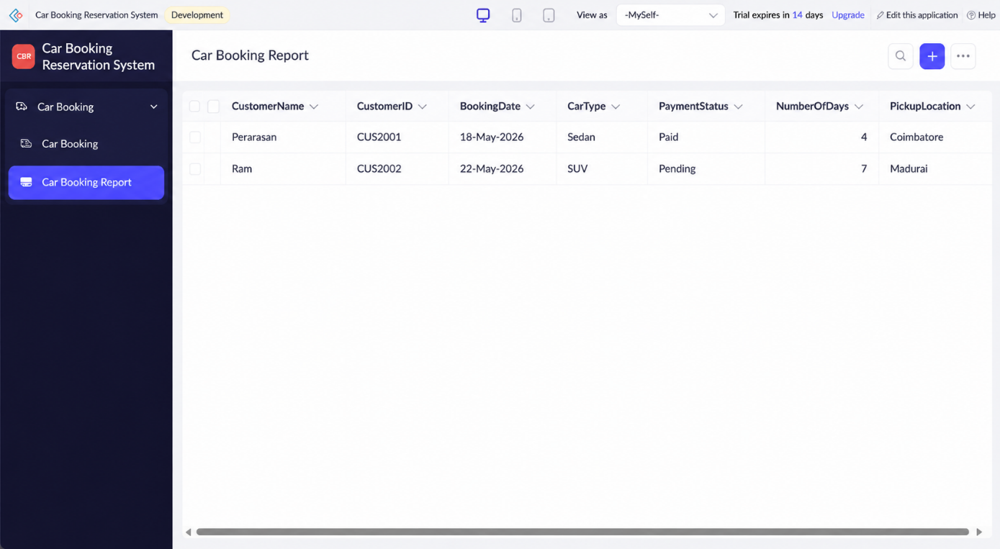 Car Booking Reservation System Development View as -MySelf- Trial expires in 14 days Upgrade Edit this application Help
CBR
Car Booking
Reservation System
Car Booking
Car Booking
Car Booking Report
Car Booking Report
CustomerName CustomerID BookingDate CarType PaymentStatus NumberOfDays PickupLocation
Perarasan CUS2001 18-May-2026 Sedan Paid 4 Coimbatore
Ram CUS2002 22-May-2026 SUV Pending 7 Madurai